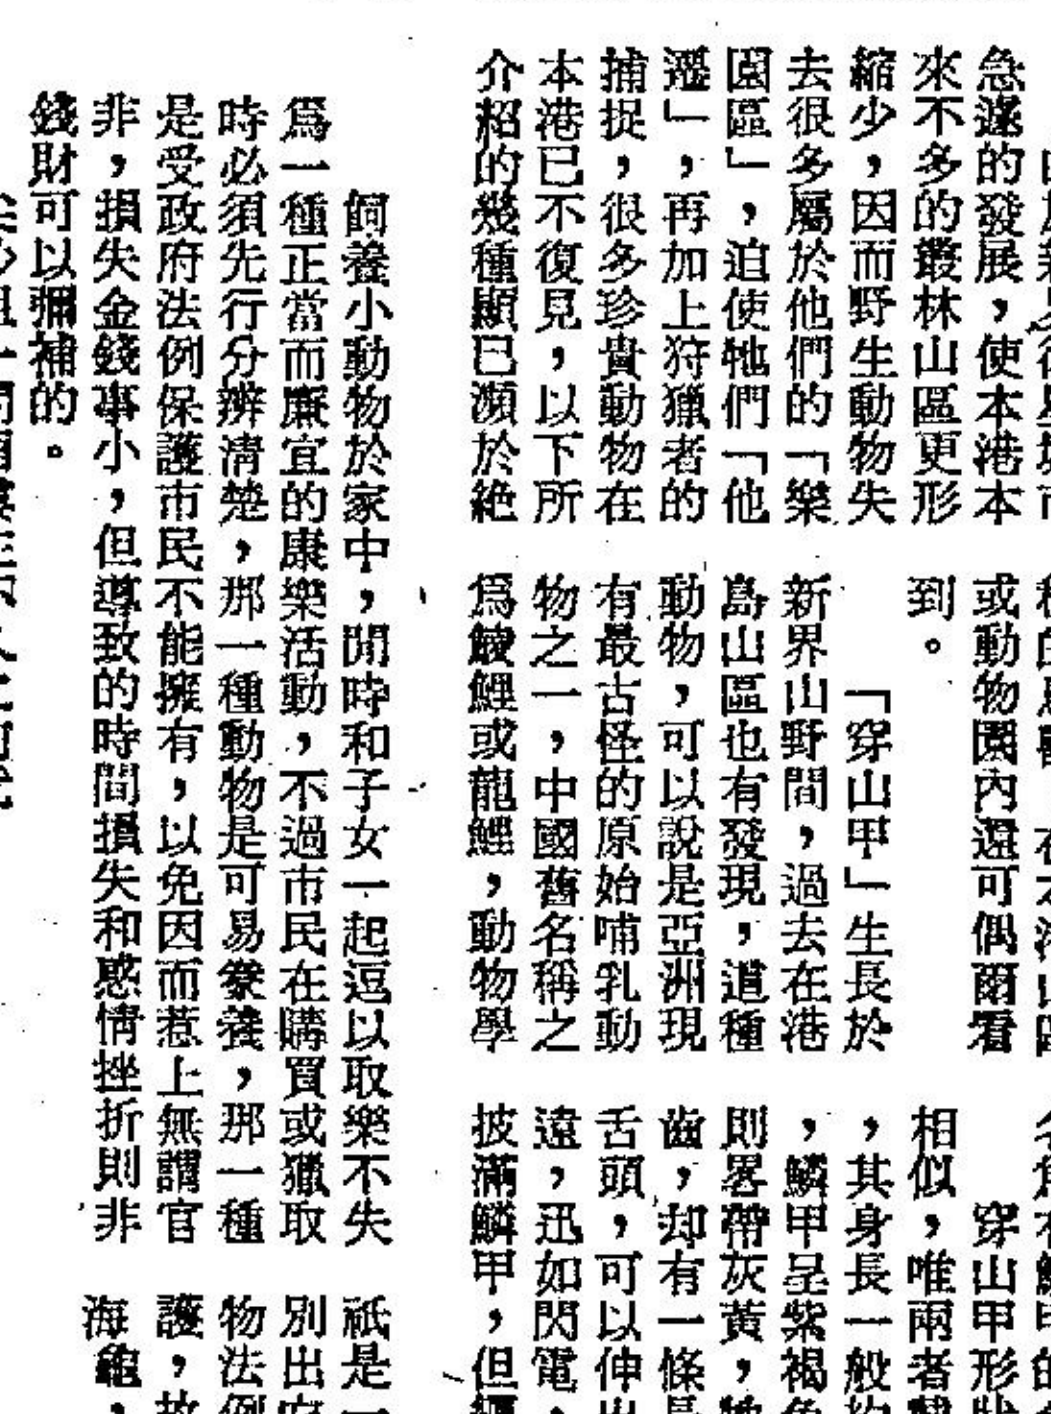 急遽的發展，使本港本
來不多的叢林山區更形
縮少，因而野生動物失
去很多屬於他們的「樂
園區」，迫使牠們「他
遷」，再加上狩獵者的
捕捉，很多珍貴動物在
本港已不復見，以下所
介紹的幾種顯已瀕於絕
或動物園內還可偶爾看
到。
「穿山甲」生長於
新界山野間，過去在港
島山區也有發現，這種
動物，可以說是亞洲現
有最古怪的原始哺乳動
物之一，中國舊名稱之
爲鯪鯉或龍鯉，動物學
穿山甲形狀
相似，唯兩者
，其身長一般約
，鱗甲呈紫褐色
則畧帶灰黃，牠
齒，却有一條長
舌頭，可以伸出
遠，迅如閃電，
披滿鱗甲，但
飼養小動物於家中，閒時和子女一起逗以取樂不失
爲一種正當而廉宜的康樂活動，不過市民在購買或獵取
時必須先行分辨清楚，那一種動物是可易豢養，那一種
是受政府法例保護市民不能擁有，以免因而惹上無謂官
非，損失金錢事小，但導致的時間損失和感情挫折則非
錢財可以彌補的。
祇是一
別出
物法例
護，故
海龜，